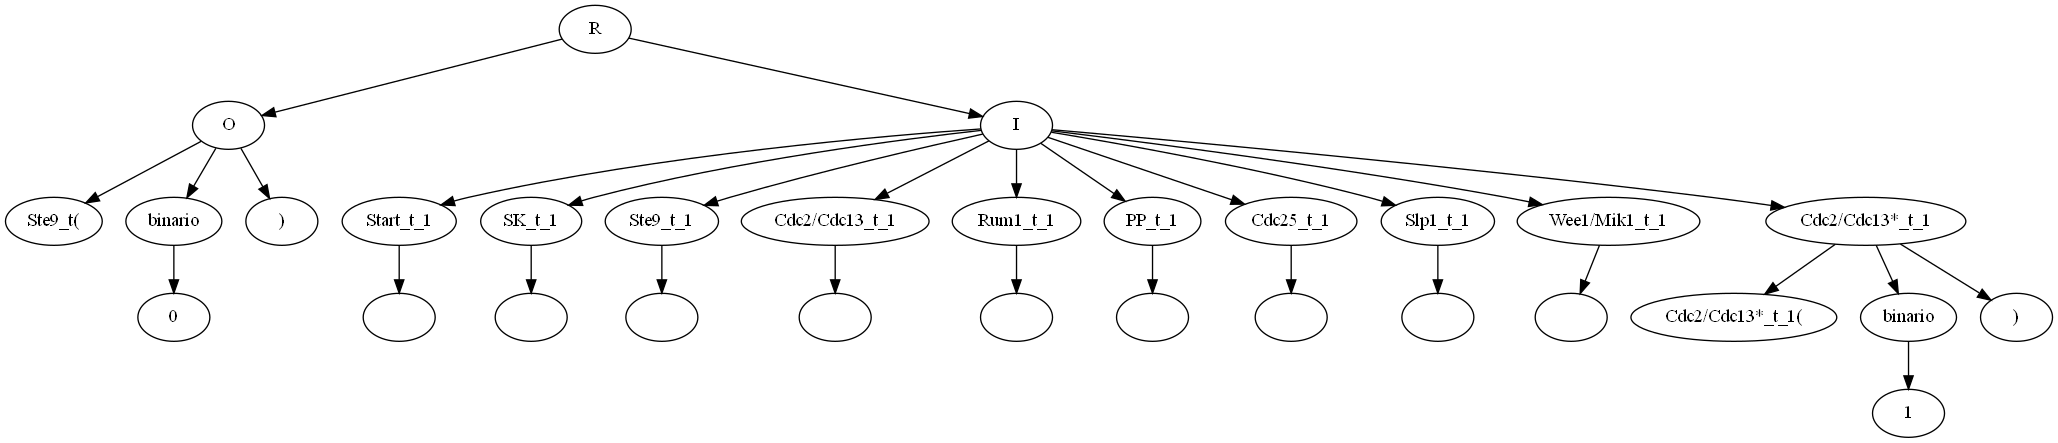 R
O
I
Ste9_t(
binario
)
Start_t_1
SK_t_1
Ste9_t_1
Cdc2/Cdc13_t_1
Rum1_t_1
PP_t_1
Cdc25_t_1
Slp1_t_1
Wee1/Mik1_t_1
Cdc2/Cdc13*_t_1
0
Cdc2/Cdc13*_t_1(
binario
)
1